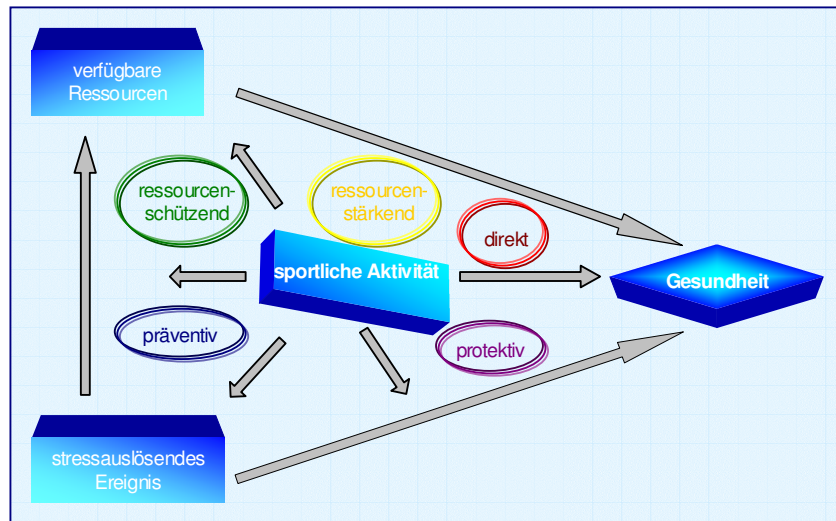 verfügbare
Ressourcen
ressourcen-
schützend
ressourcen-
stärkend
direkt
sportliche Aktivität
Gesundheit
präventiv
protektiv
stressauslösendes
Ereignis